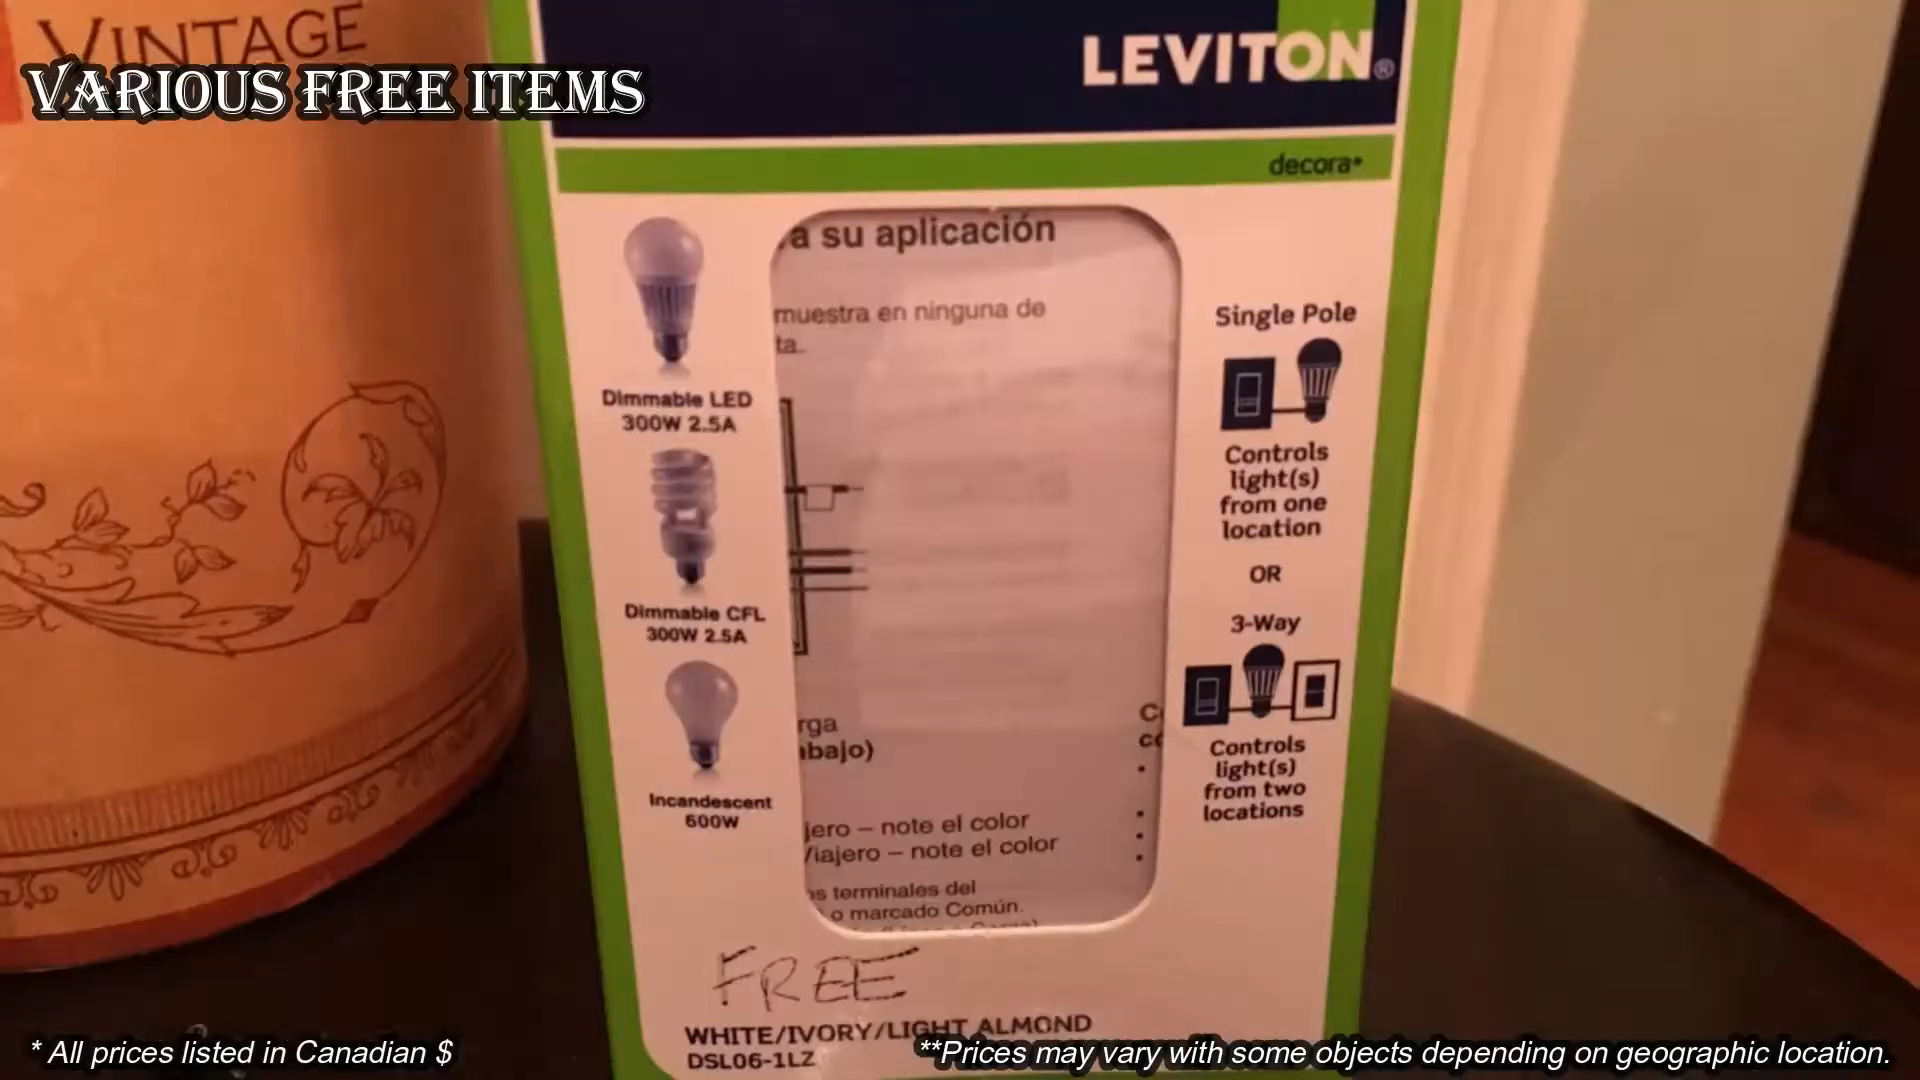 VINTAGE
VARIOUS FREE ITEMS
LEVITON®
decora
a su aplicación
muestra en ninguna de
ta.
Dimmable LED
300W 2.5A
Dimmable CFL
300W 2.5A
Incandescent
600W
Single Pole
Controls
light(s)
from one
location
OR
3-Way
Controls
light(s)
from two
locations
rga
abajo)
jero – note el color
Viajero – note el color
os terminales del
o marcado Común.
FREE
WHITE/IVORY/LIGHT ALMOND
DSL06-1LZ
* All prices listed in Canadian $
**Prices may vary with some objects depending on geographic location.